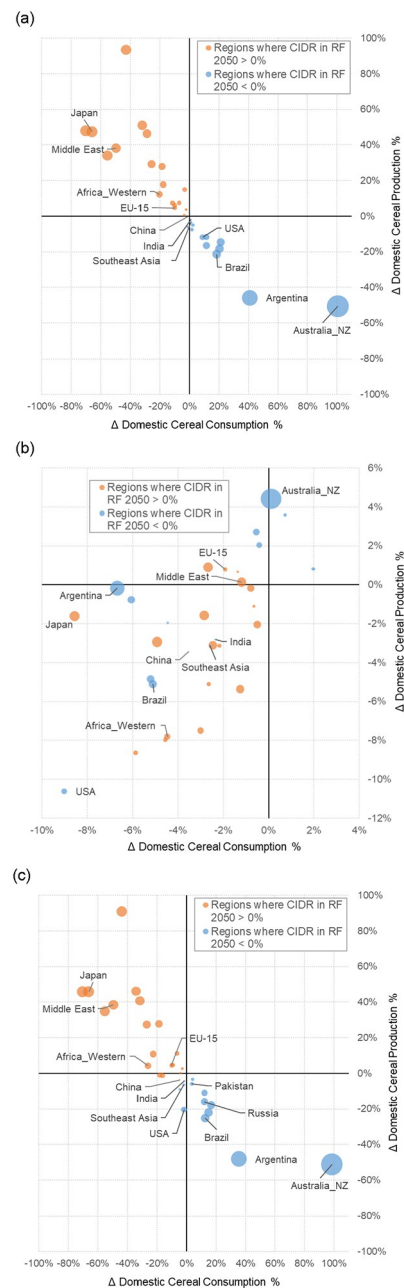 (a)
Regions where CIDR in RF
2050 > 0%
Regions where CIDR in RF
2050 < 0%
100%
80%
60%
40%
20%
0%
-20%
-40%
-60%
-80%
-100%
Δ Domestic Cereal Production %
Japan
Middle East
Africa_Western
EU-15
China
India
Southeast Asia
USA
Brazil
Argentina
Australia_NZ
-100% -80% -60% -40% -20% 0% 20% 40% 60% 80% 100%
Δ Domestic Cereal Consumption %
(b)
Regions where CIDR in
RF 2050 > 0%
Regions where CIDR in
RF 2050 < 0%
6%
4%
2%
0%
-2%
-4%
-6%
-8%
-10%
-12%
Δ Domestic Cereal Production %
Australia_NZ
EU-15
Middle East
Argentina
Japan
India
China
Southeast Asia
Brazil
Africa_Western
USA
-10% -8% -6% -4% -2% 0% 2% 4%
Δ Domestic Cereal Consumption %
(c)
Regions where CIDR in RF
2050 > 0%
Regions where CIDR in RF
2050 < 0%
100%
80%
60%
40%
20%
0%
-20%
-40%
-60%
-80%
-100%
Δ Domestic Cereal Production %
Japan
Middle East
EU-15
Africa_Western
China
Pakistan
India
Southeast Asia
Russia
USA
Brazil
Argentina
Australia_NZ
-100% -80% -60% -40% -20% 0% 20% 40% 60% 80% 100%
Δ Domestic Cereal Consumption %